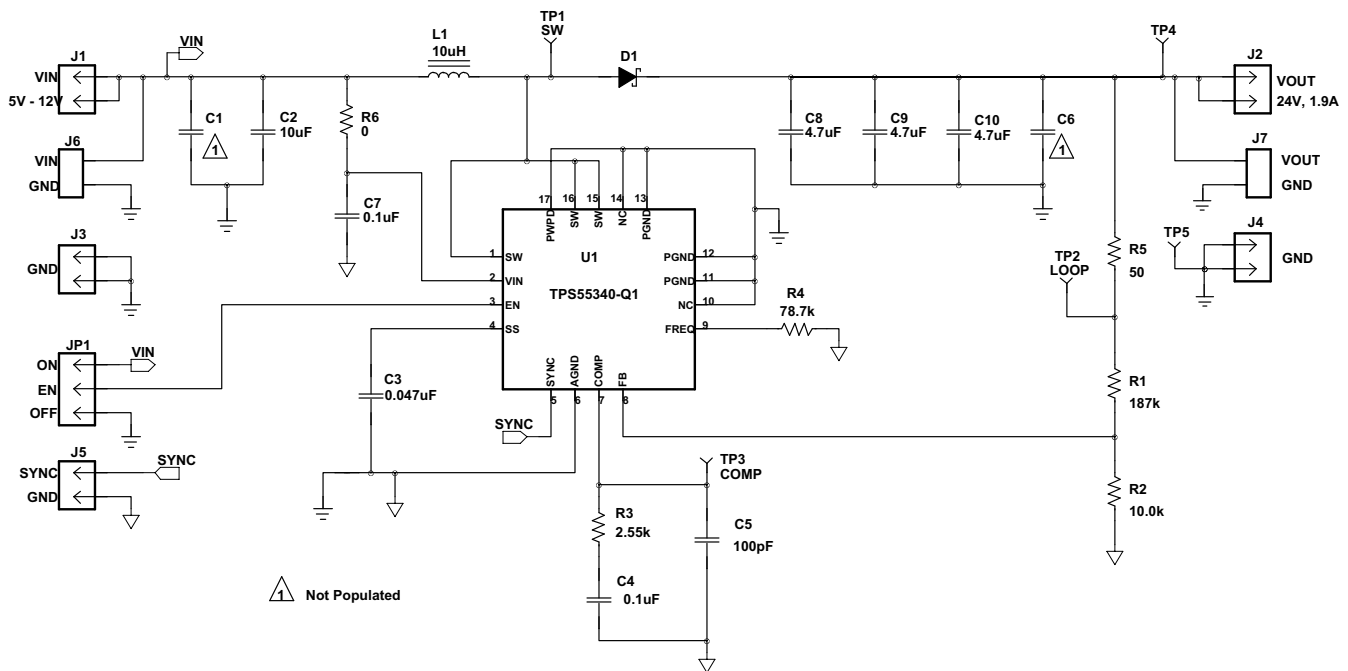 TP1
SW
TP4
VIN
L1
10uH
D1
J1
VIN
5V - 12V
J2
VOUT
24V, 1.9A
R6
0
C1
1
C2
10uF
C8
4.7uF
C9
4.7uF
C10
4.7uF
C6
1
J6
VIN
GND
J7
VOUT
GND
C7
0.1uF
17
16
15
14
13
PWPD
SW
SW
NC
PGND
J3
GND
U1
TPS55340-Q1
1
SW
2
VIN
3
EN
4
SS
PGND
12
PGND
11
NC
10
FREQ
9
R4
78.7k
TP2
LOOP
R5
50
TP5
J4
GND
JP1
ON
EN
OFF
VIN
C3
0.047uF
SYNC
AGND
COMP
FB
5
6
7
8
SYNC
R1
187k
J5
SYNC
GND
SYNC
TP3
COMP
R2
10.0k
R3
2.55k
C5
100pF
C4
0.1uF
1
Not Populated